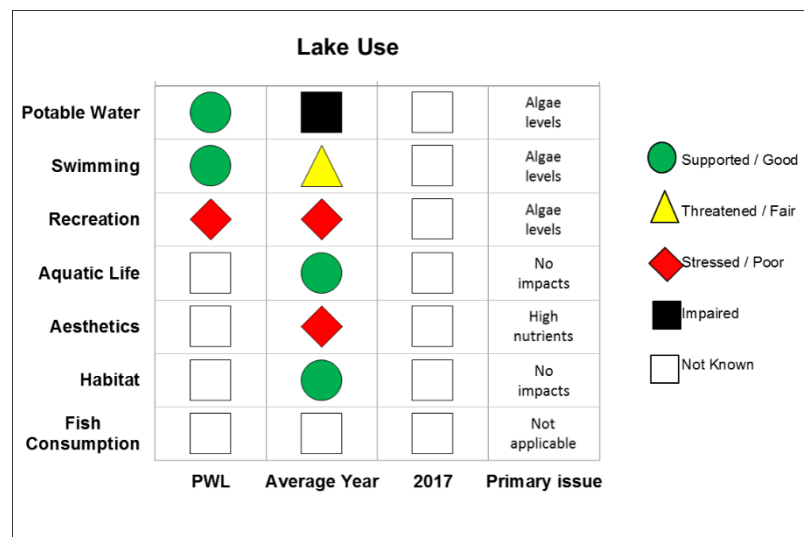 Lake Use
Potable Water
Algae
levels
Swimming
Algae
levels
Recreation
Algae
levels
Aquatic Life
No
impacts
Aesthetics
High
nutrients
Habitat
No
impacts
Fish
Consumption
Not
applicable
PWL Average Year 2017 Primary issue
Supported / Good
Threatened / Fair
Stressed / Poor
Impaired
Not Known